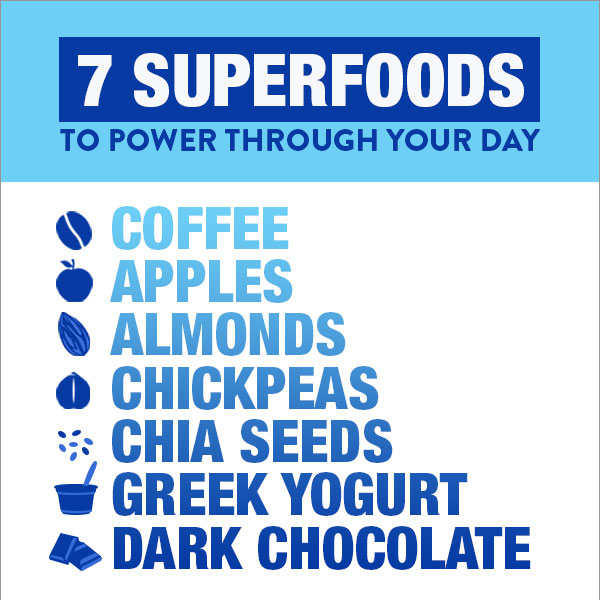 7 SUPERFOODS
TO POWER THROUGH YOUR DAY
COFFEE
APPLES
ALMONDS
CHICKPEAS
CHIA SEEDS
GREEK YOGURT
DARK CHOCOLATE